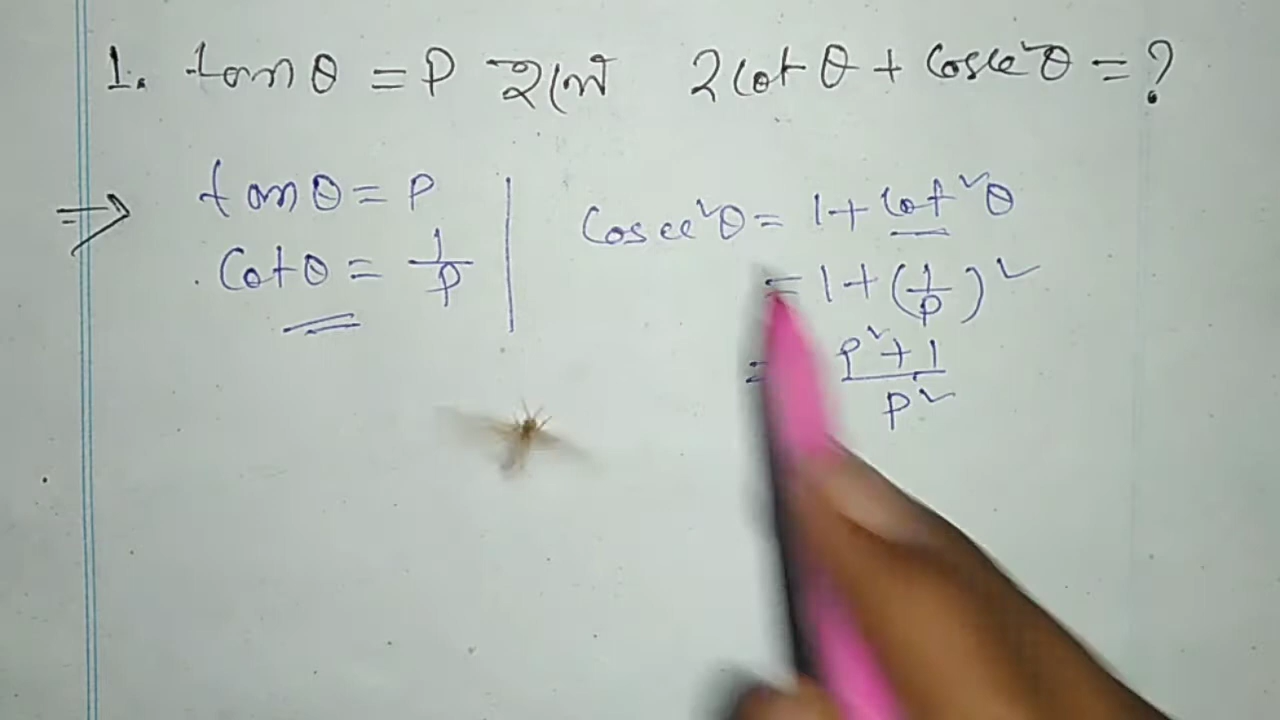 1. tanθ = P হলে 2cotθ + cosec²θ = ?
⇒ tanθ = P
cotθ = 1/P
cosec²θ = 1 + cot²θ
= 1 + (1/P)²
= P² + 1 / P²